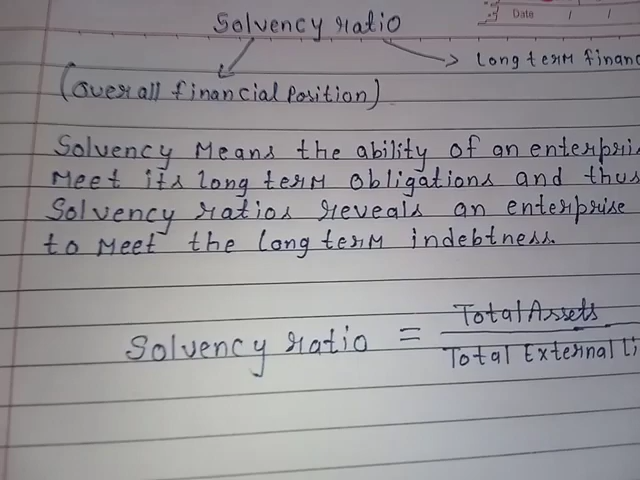 Date / /
Solvency ratio
Long term financ
(overall financial Position)
Solvency Means the ability of an enterpris
Meet its long term obligations and thus
Solvency ratios reveals an enterprise
to Meet the long term indebtness.
Solvency ratio = Total Assets
Total External Li